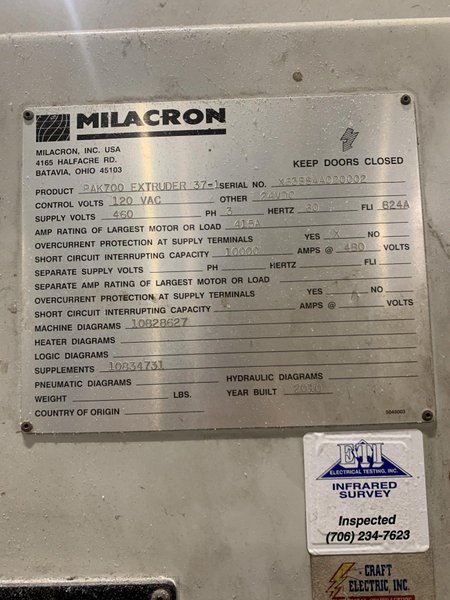 MILACRON
MILACRON, INC. USA
4165 HALFACRE RD.
BATAVIA, OHIO 45103
KEEP DOORS CLOSED
PRODUCT PAK700 EXTRUDER 37-1 SERIAL NO.
CONTROL VOLTS 120 VAC OTHER 24VDC
SUPPLY VOLTS 460 PH 3 HERTZ 60 FLI 624A
AMP RATING OF LARGEST MOTOR OR LOAD 415A
OVERCURRENT PROTECTION AT SUPPLY TERMINALS YES X NO
SHORT CIRCUIT INTERRUPTING CAPACITY 10000 AMPS @ 480 VOLTS
SEPARATE SUPPLY VOLTS PH HERTZ FLI
SEPARATE AMP RATING OF LARGEST MOTOR OR LOAD
OVERCURRENT PROTECTION AT SUPPLY TERMINALS YES NO
SHORT CIRCUIT INTERRUPTING CAPACITY AMPS @ VOLTS
MACHINE DIAGRAMS 10828627
HEATER DIAGRAMS
LOGIC DIAGRAMS
SUPPLEMENTS 10834731
PNEUMATIC DIAGRAMS HYDRAULIC DIAGRAMS
WEIGHT LBS. YEAR BUILT 2010
COUNTRY OF ORIGIN
5040003
ETI
ELECTRICAL TESTING, INC.
INFRARED
SURVEY
Inspected
(706) 234-7623
CRAFT
ELECTRIC, INC.